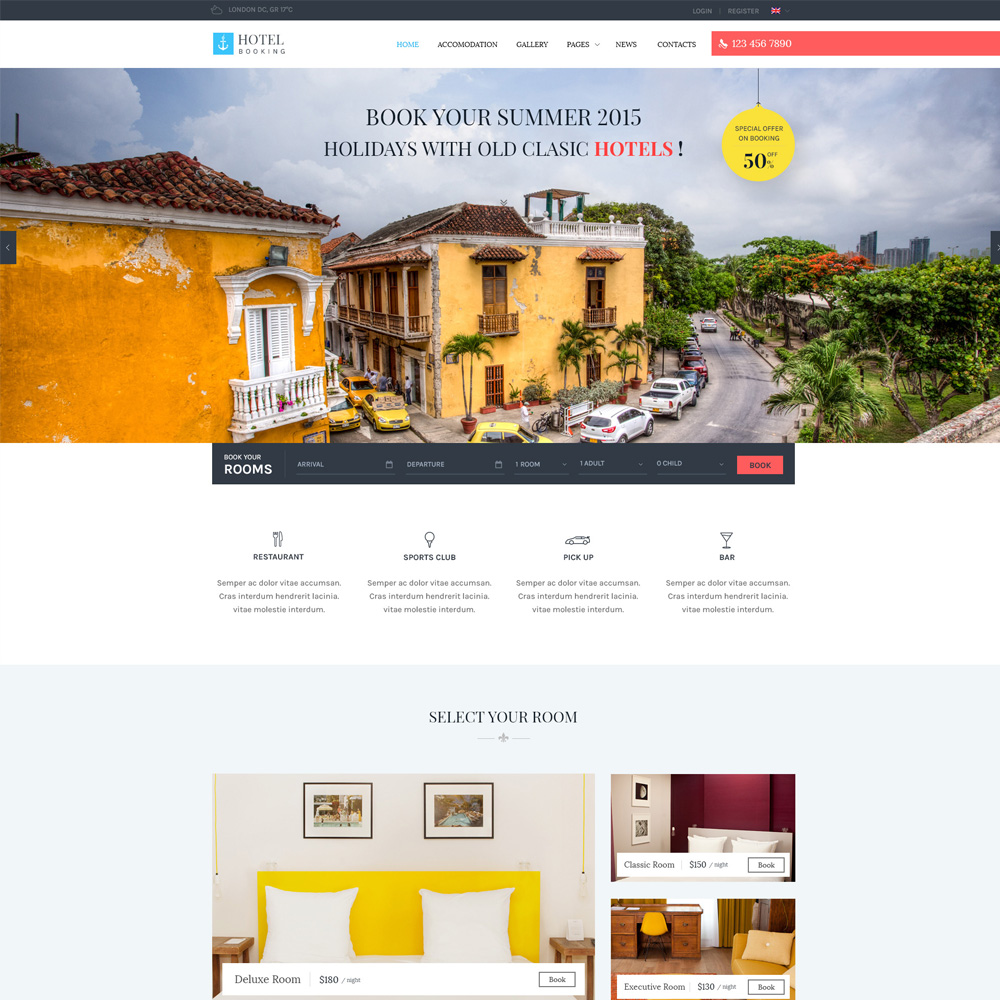 LONDON DC, GR 17°C
LOGIN | REGISTER
HOTEL
BOOKING
HOME ACCOMODATION GALLERY PAGES NEWS CONTACTS
123 456 7890
BOOK YOUR SUMMER 2015
HOLIDAYS WITH OLD CLASIC HOTELS !
SPECIAL OFFER
ON BOOKING
50 OFF
%
BOOK YOUR
ROOMS
ARRIVAL DEPARTURE 1 ROOM 1 ADULT 0 CHILD BOOK
RESTAURANT
Semper ac dolor vitae accumsan.
Cras interdum hendrerit lacinia.
vitae molestie interdum.
SPORTS CLUB
Semper ac dolor vitae accumsan.
Cras interdum hendrerit lacinia.
vitae molestie interdum.
PICK UP
Semper ac dolor vitae accumsan.
Cras interdum hendrerit lacinia.
vitae molestie interdum.
BAR
Semper ac dolor vitae accumsan.
Cras interdum hendrerit lacinia.
vitae molestie interdum.
SELECT YOUR ROOM
Deluxe Room $180 / night Book
Classic Room $150 / night Book
Executive Room $130 / night Book